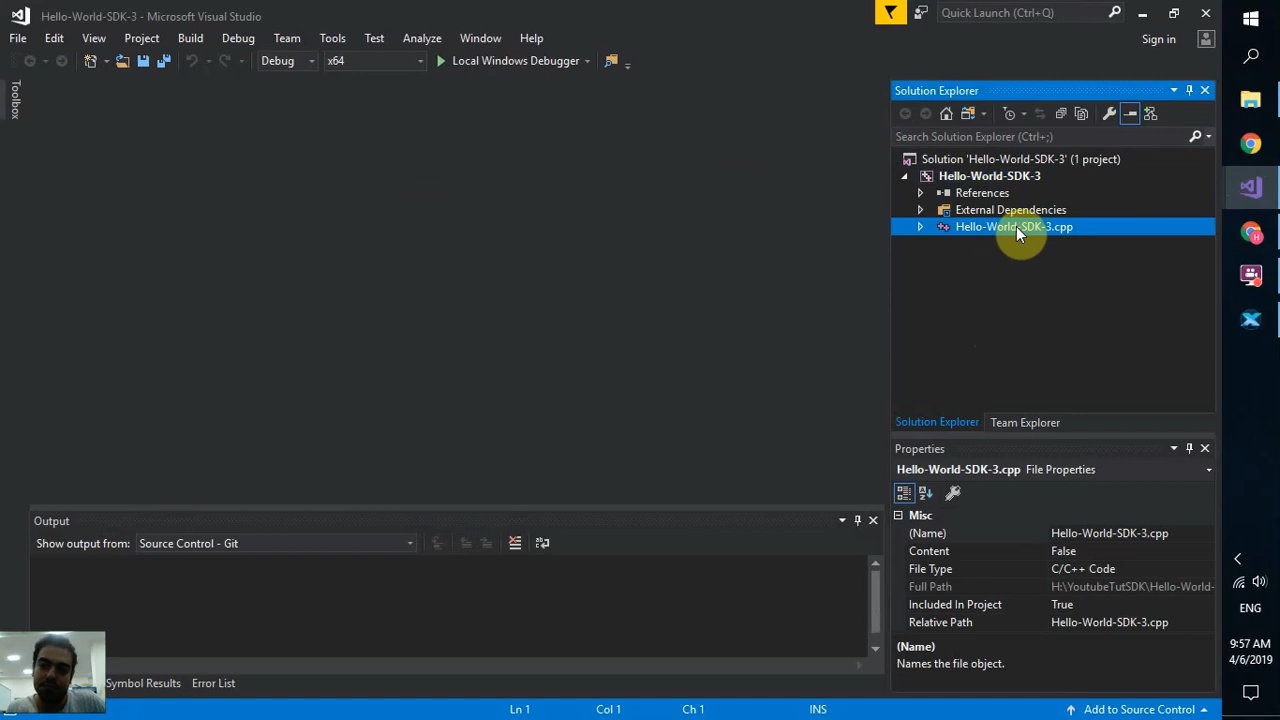 Hello-World-SDK-3 - Microsoft Visual Studio
Quick Launch (Ctrl+Q)
File Edit View Project Build Debug Team Tools Test Analyze Window Help
Sign in
Debug x64 Local Windows Debugger
Toolbox
Solution Explorer
Search Solution Explorer (Ctrl+;)
Solution 'Hello-World-SDK-3' (1 project)
Hello-World-SDK-3
References
External Dependencies
Hello-World-SDK-3.cpp
Solution Explorer Team Explorer
Properties
Hello-World-SDK-3.cpp File Properties
Misc
(Name) Hello-World-SDK-3.cpp
Content False
File Type C/C++ Code
Full Path H:\YoutubeTutSDK\Hello-World-
Included In Project True
Relative Path Hello-World-SDK-3.cpp
(Name)
Names the file object.
Output
Show output from: Source Control - Git
Symbol Results Error List
Ln 1 Col 1 Ch 1 INS Add to Source Control
ENG
9:57 AM
4/6/2019